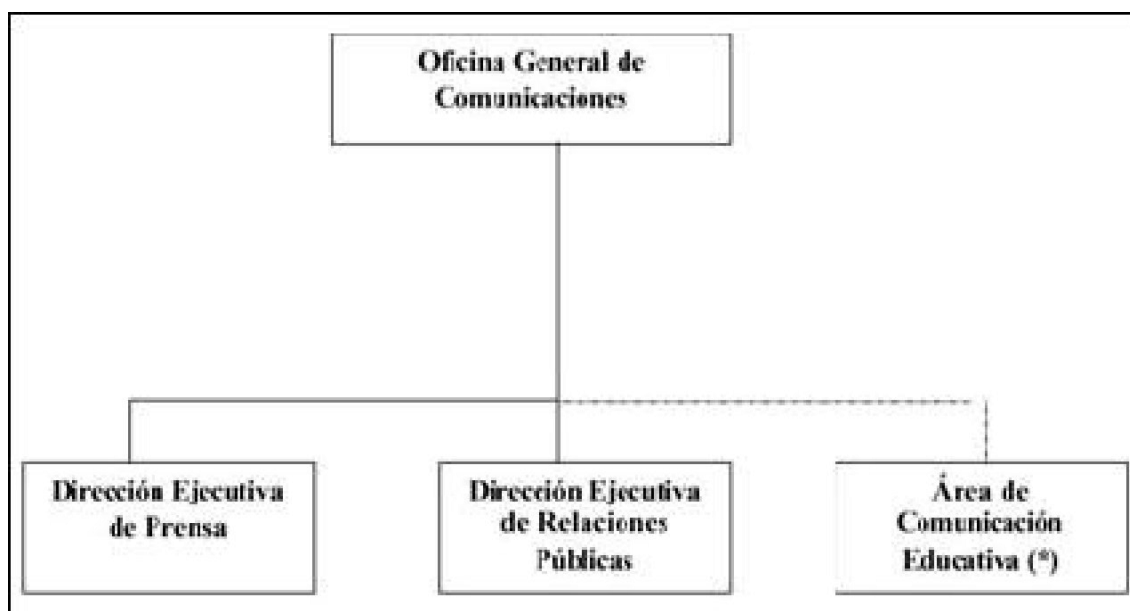 Oficina General de
Comunicaciones
Dirección Ejecutiva
de Prensa
Dirección Ejecutiva
de Relaciones
Públicas
Área de
Comunicación
Educativa (*)